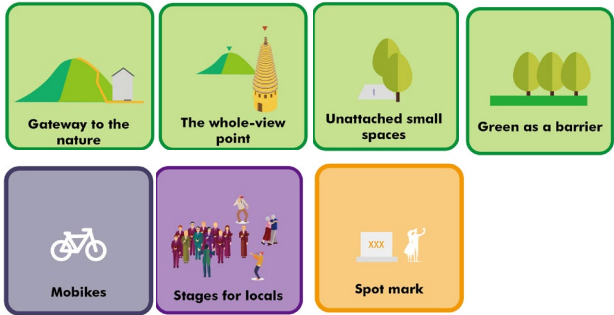 Gateway to the
nature
The whole-view
point
Unattached small
spaces
Green as a barrier
Mobikes
Stages for locals
XXX
Spot mark